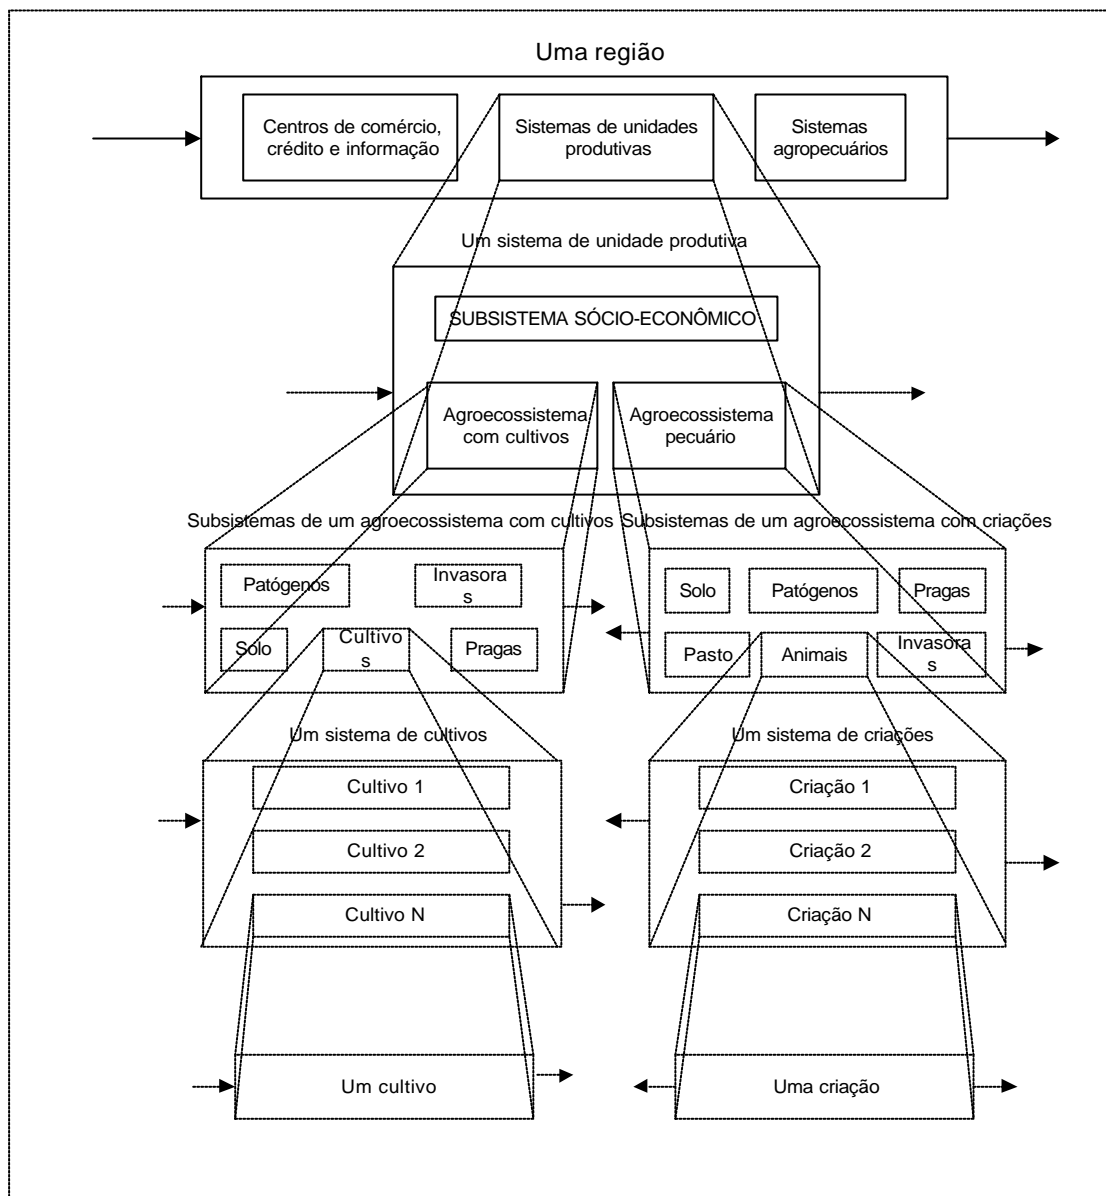 Uma região
Centros de comércio,
crédito e informação
Sistemas de unidades
produtivas
Sistemas
agropecuários
Um sistema de unidade produtiva
SUBSISTEMA SÓCIO-ECONÔMICO
Agroecossistema
com cultivos
Agroecossistema
pecuário
Subsistemas de um agroecossistema com cultivos
Subsistemas de um agroecossistema com criações
Patógenos
Invasora
s
Solo
Cultivo
s
Pragas
Solo
Patógenos
Pragas
Pasto
Animais
Invasora
s
Um sistema de cultivos
Cultivo 1
Cultivo 2
Cultivo N
Um sistema de criações
Criação 1
Criação 2
Criação N
Um cultivo
Uma criação